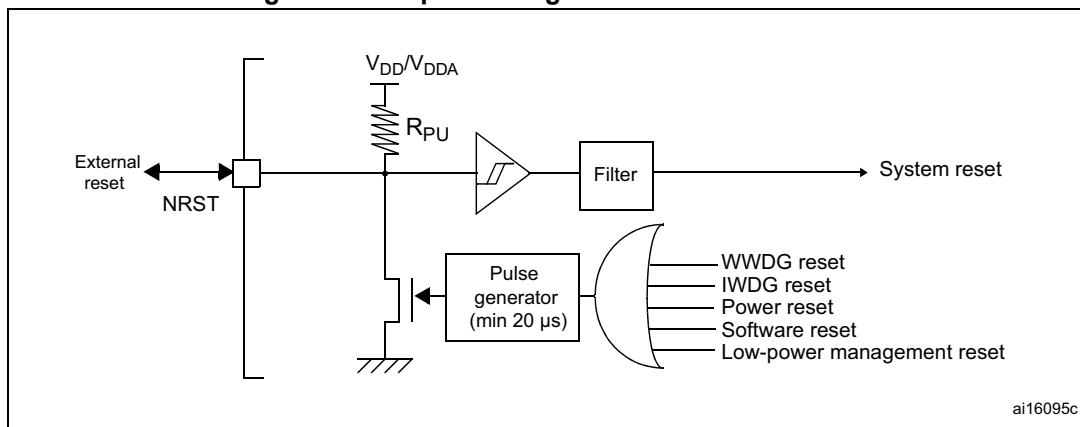 V_DD/V_DDA
R_PU
External
reset
NRST
Filter
System reset
Pulse
generator
(min 20 μs)
WWDG reset
IWDG reset
Power reset
Software reset
Low-power management reset
ai16095c